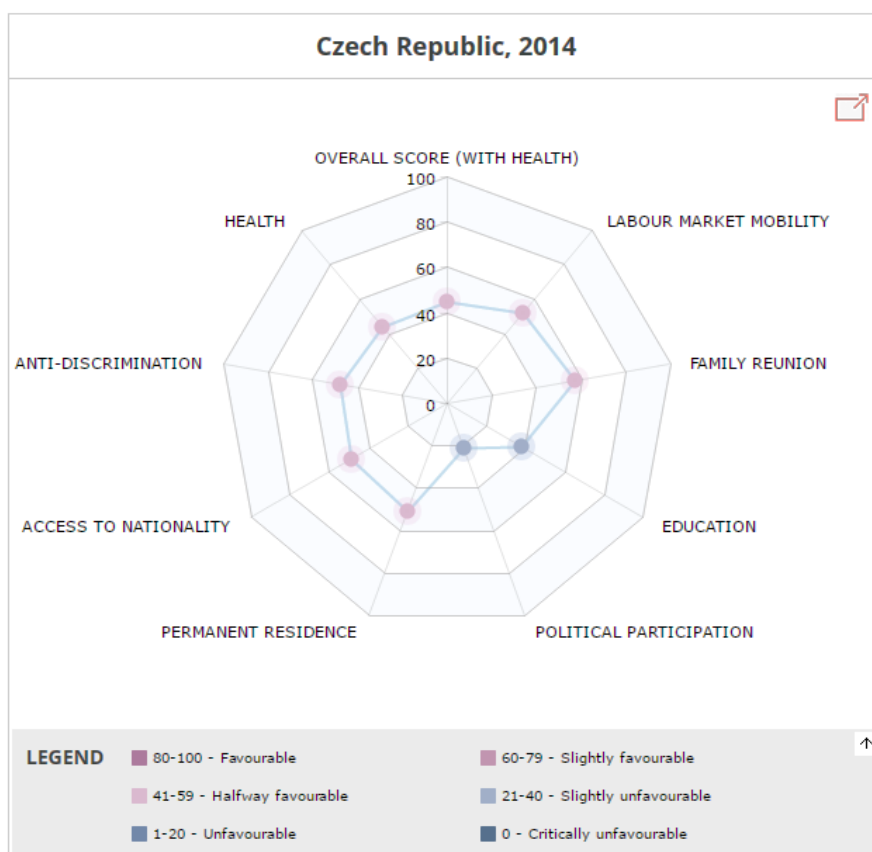 Czech Republic, 2014
OVERALL SCORE (WITH HEALTH)
100
HEALTH
LABOUR MARKET MOBILITY
80
60
40
ANTI-DISCRIMINATION
FAMILY REUNION
20
0
ACCESS TO NATIONALITY
EDUCATION
PERMANENT RESIDENCE
POLITICAL PARTICIPATION
LEGEND
80-100 - Favourable
60-79 - Slightly favourable
41-59 - Halfway favourable
21-40 - Slightly unfavourable
1-20 - Unfavourable
0 - Critically unfavourable